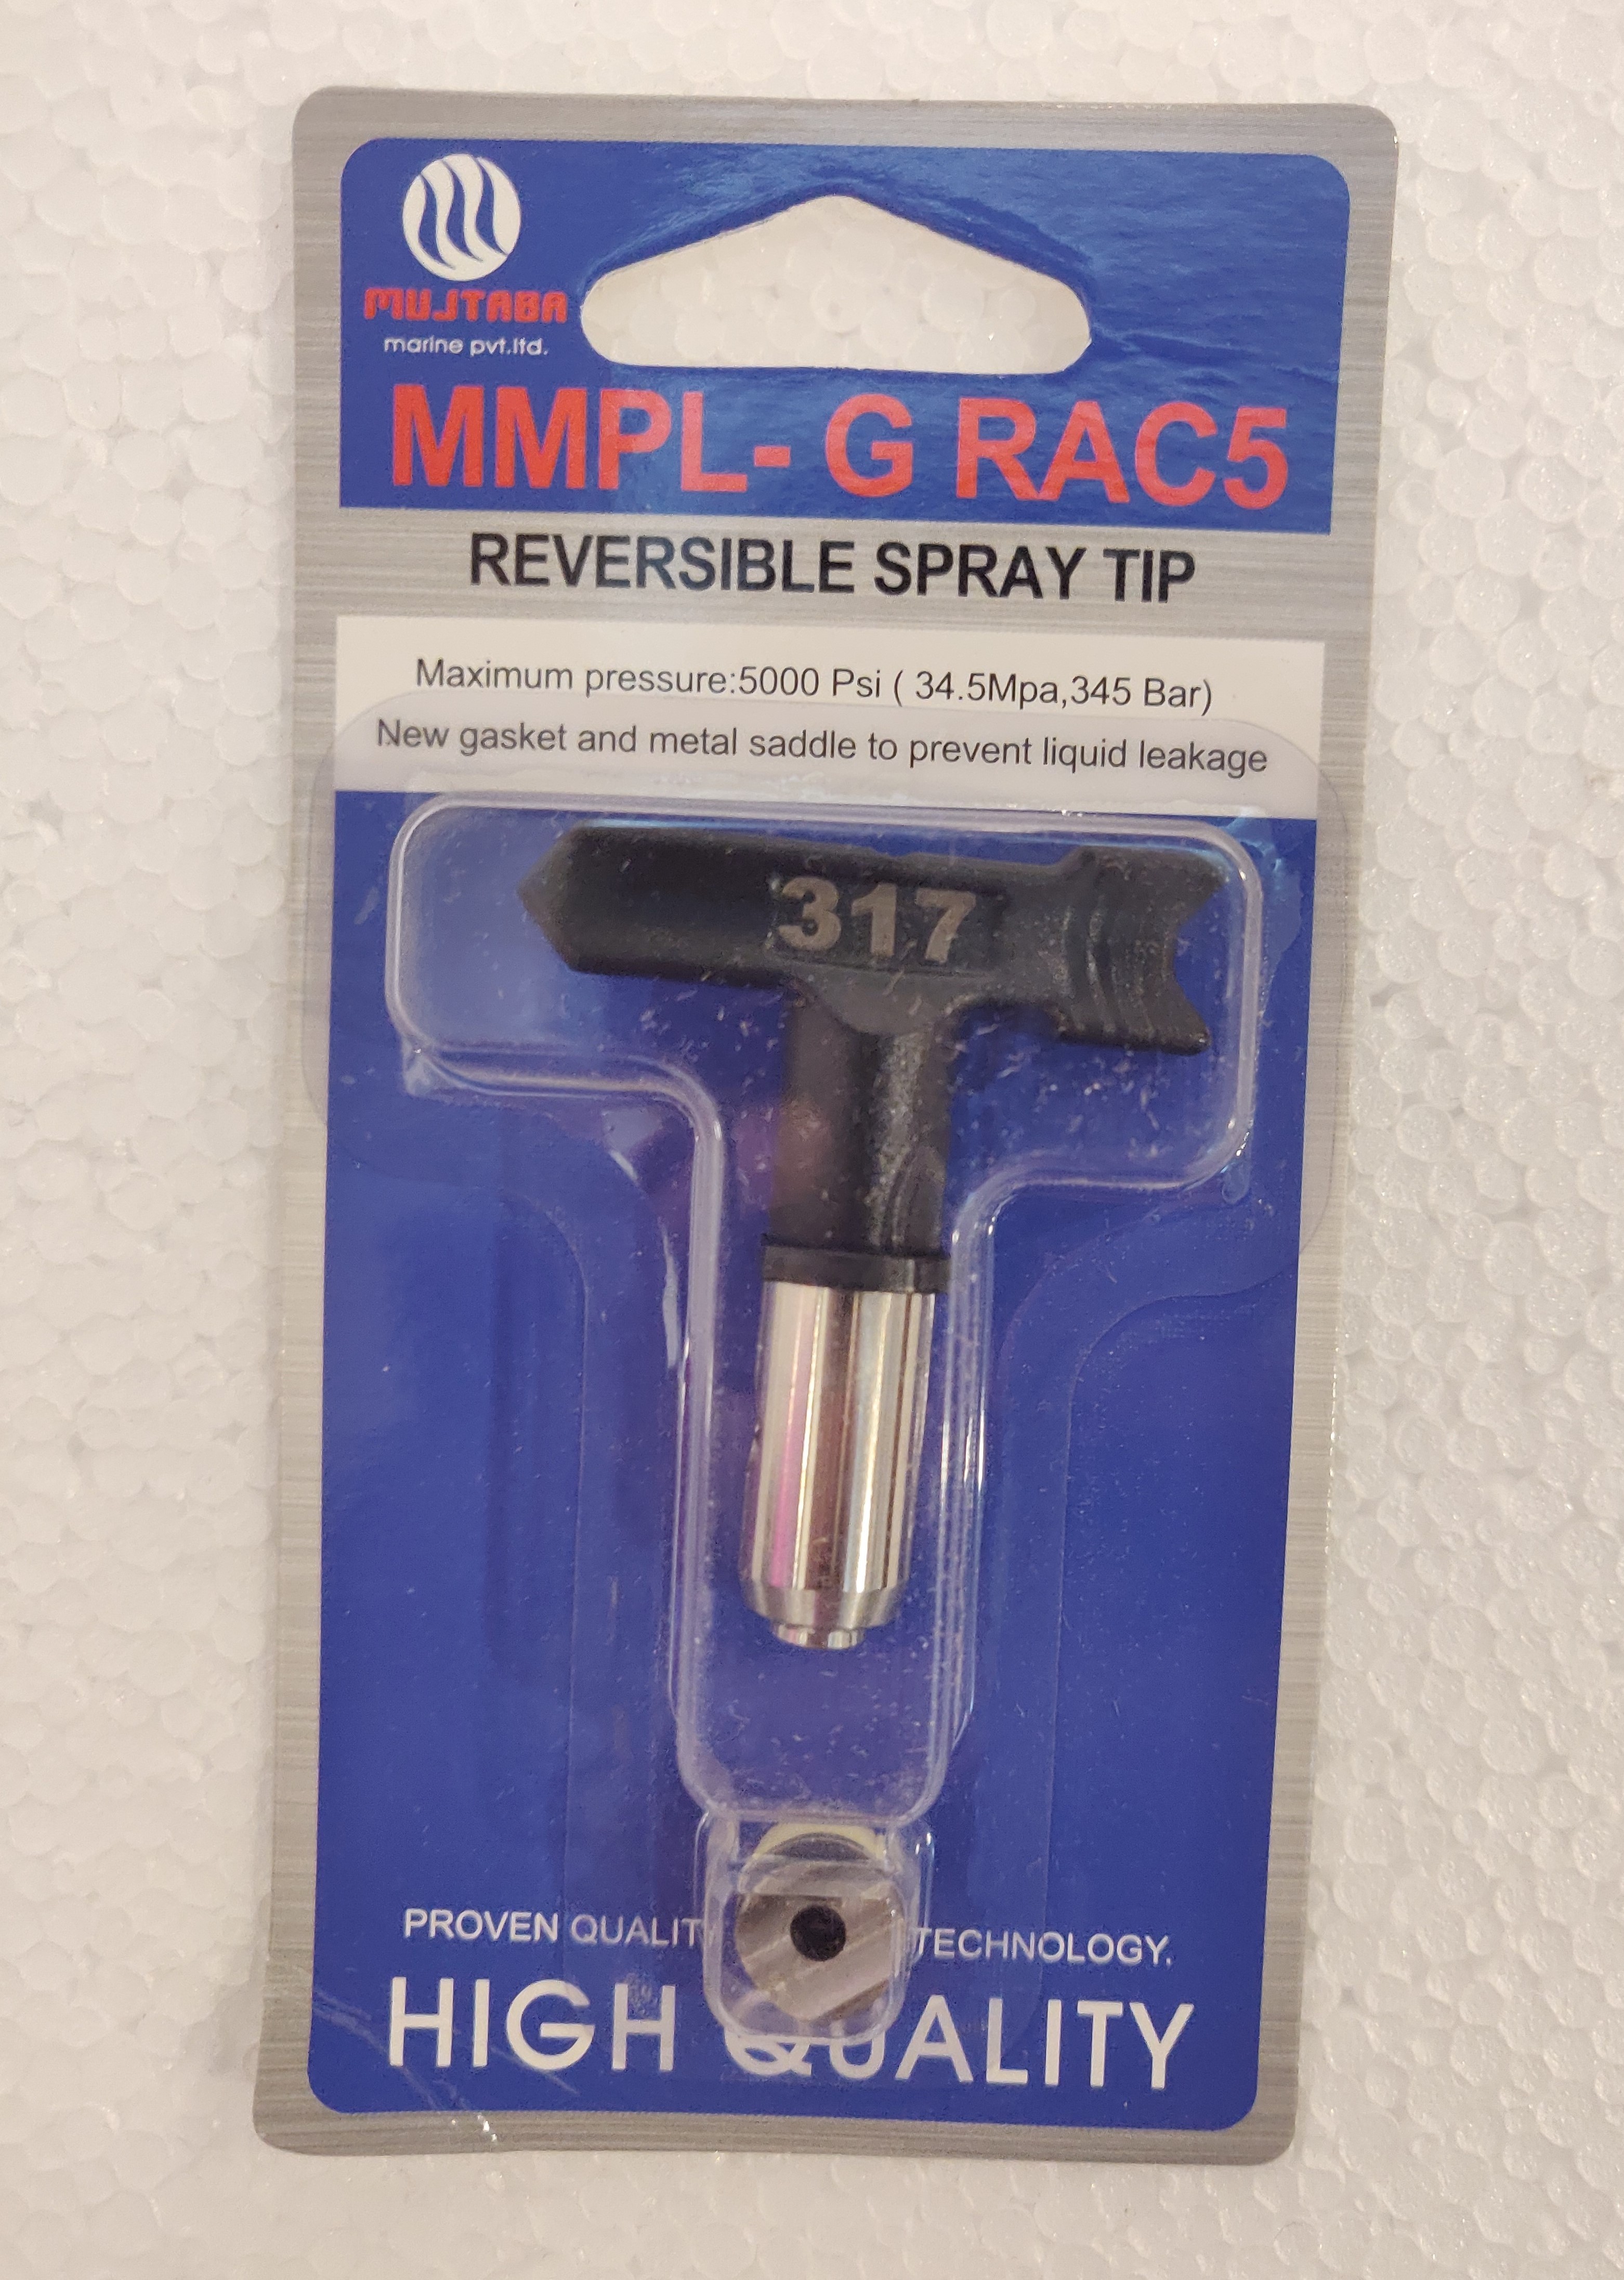 MUJTABA
marine pvt.ltd.
MMPL- G RAC5
REVERSIBLE SPRAY TIP
Maximum pressure:5000 Psi ( 34.5Mpa,345 Bar)
New gasket and metal saddle to prevent liquid leakage
317
PROVEN QUALIT TECHNOLOGY.
HIGH QUALITY